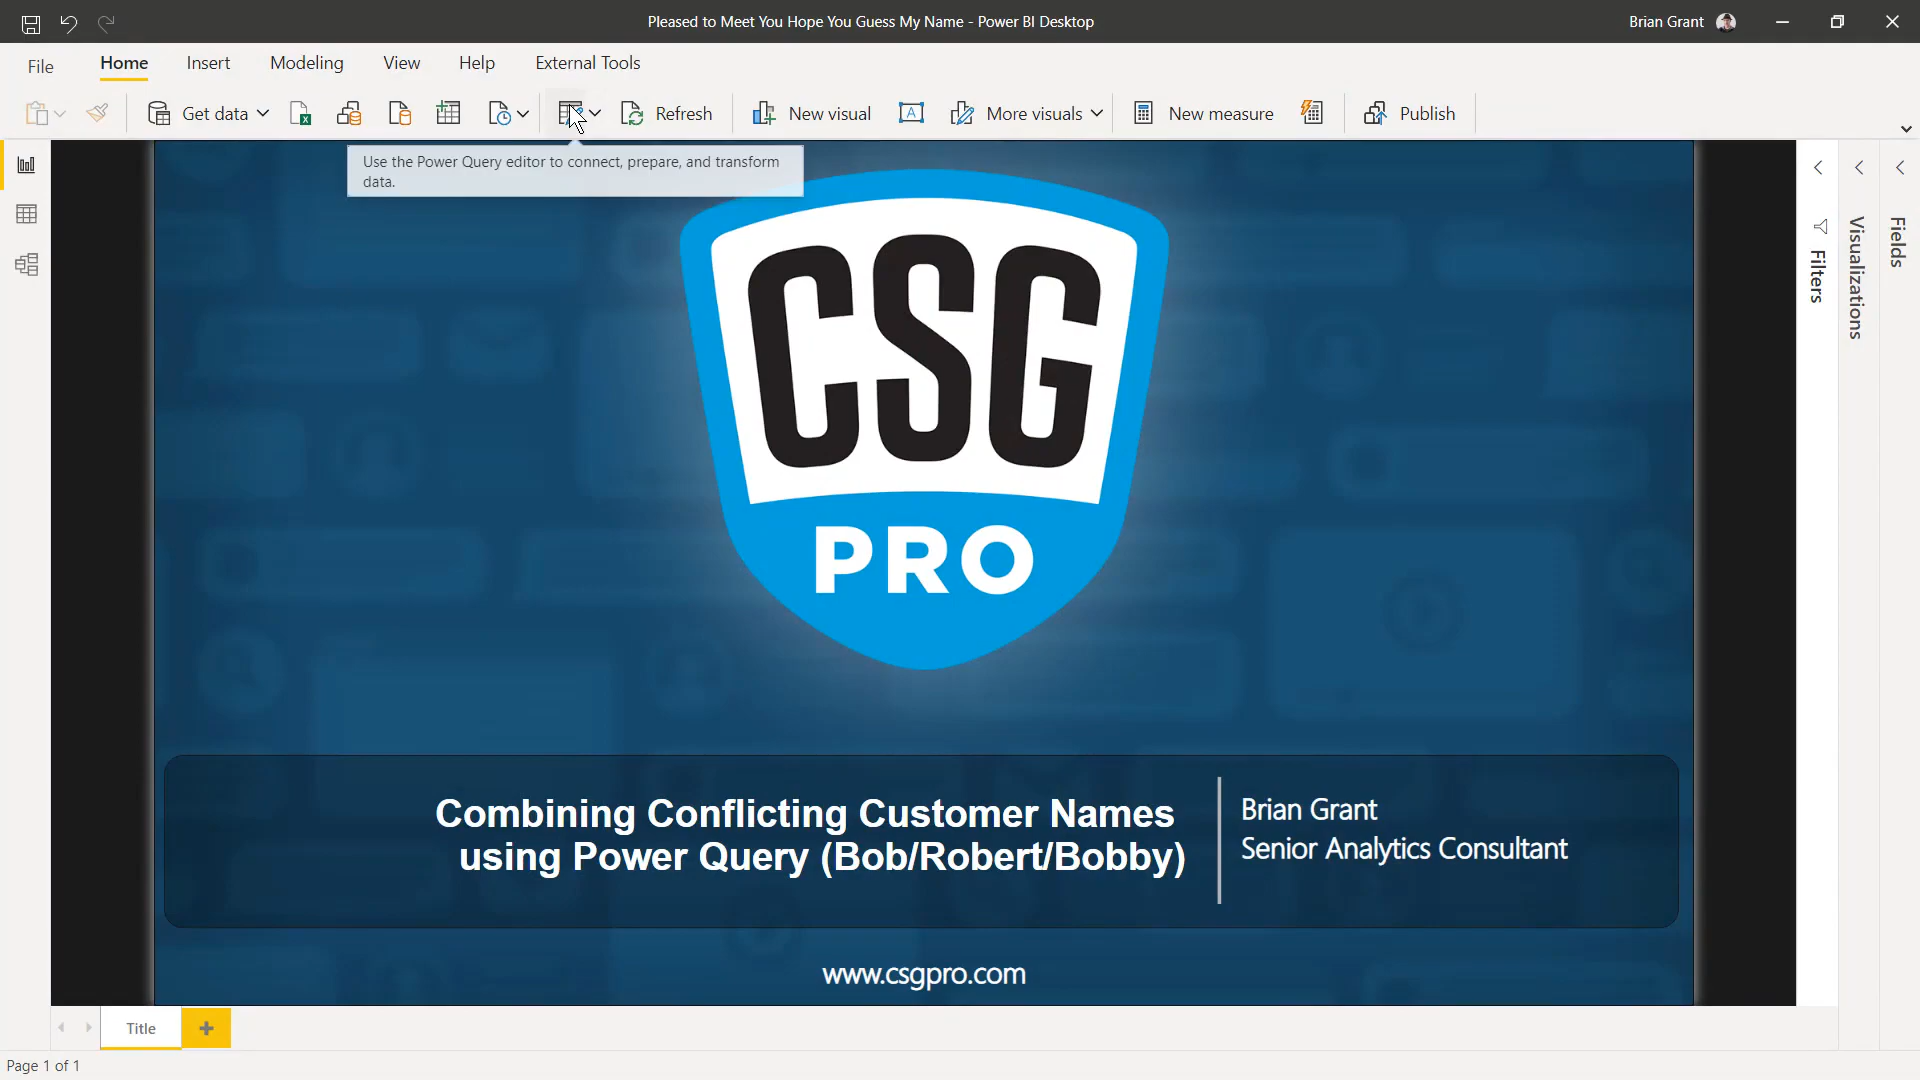 Pleased to Meet You Hope You Guess My Name - Power BI Desktop
Brian Grant
File
Home
Insert
Modeling
View
Help
External Tools
Get data
Refresh
New visual
A
More visuals
New measure
Publish
Use the Power Query editor to connect, prepare, and transform
data.
Filters
Visualizations
Fields
CSG
PRO
Combining Conflicting Customer Names
using Power Query (Bob/Robert/Bobby)
Brian Grant
Senior Analytics Consultant
www.csgpro.com
Title
Page 1 of 1